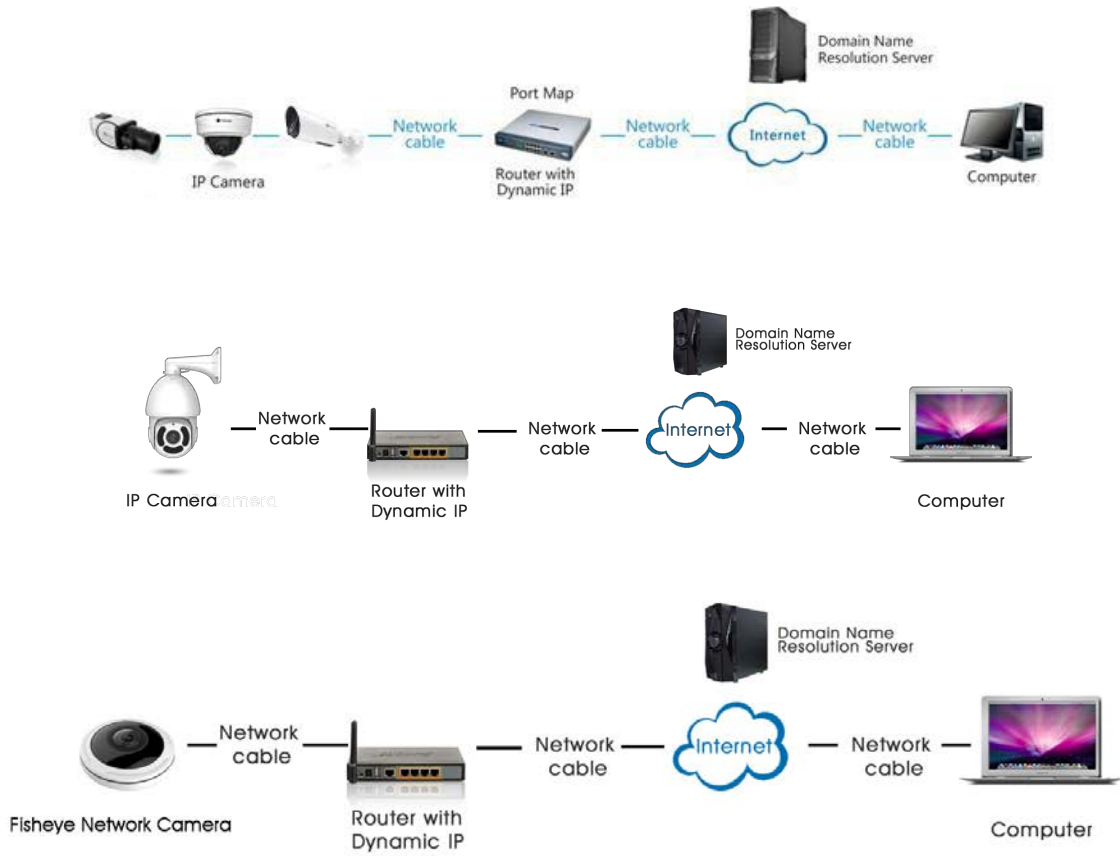 Domain Name
Resolution Server
Port Map
Network
cable
Network
cable
Internet
Network
cable
IP Camera
Router with
Dynamic IP
Computer
Domain Name
Resolution Server
Network
cable
Network
cable
Internet
Network
cable
IP Camera
Camera
Router with
Dynamic IP
Computer
Domain Name
Resolution Server
Network
cable
Network
cable
Internet
Network
cable
Fisheye Network Camera
Router with
Dynamic IP
Computer